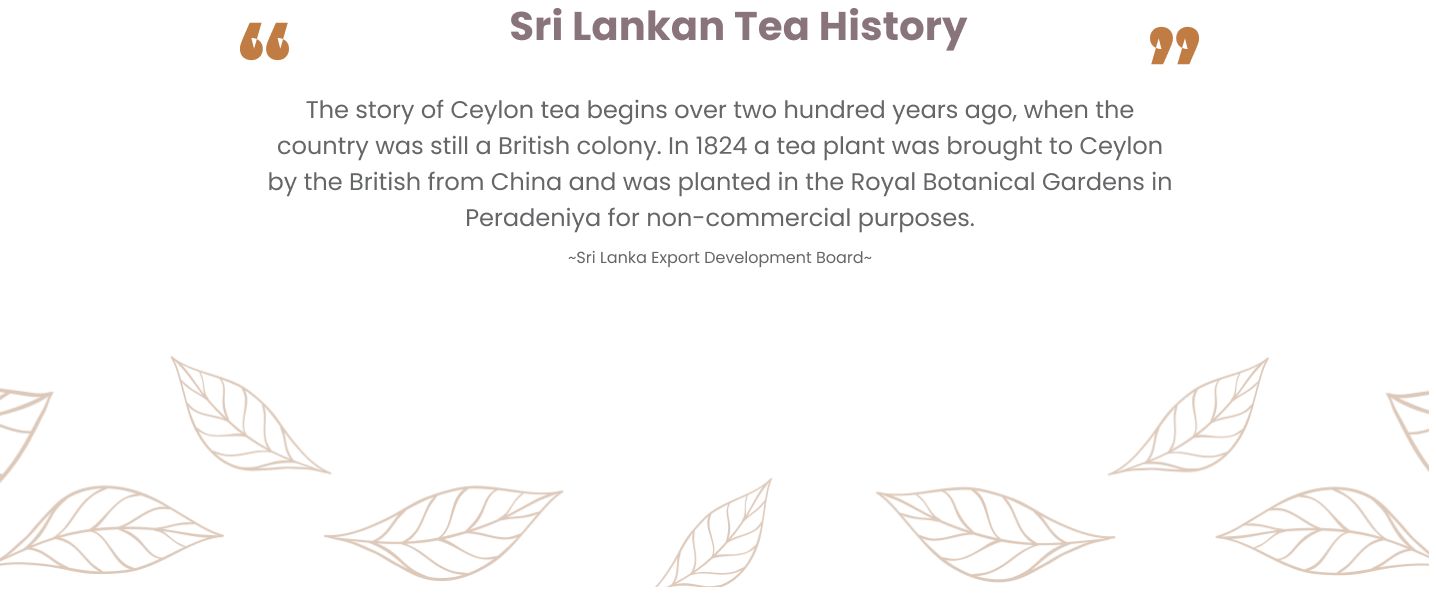 Sri Lankan Tea History
“ ”
The story of Ceylon tea begins over two hundred years ago, when the
country was still a British colony. In 1824 a tea plant was brought to Ceylon
by the British from China and was planted in the Royal Botanical Gardens in
Peradeniya for non-commercial purposes.
~Sri Lanka Export Development Board~